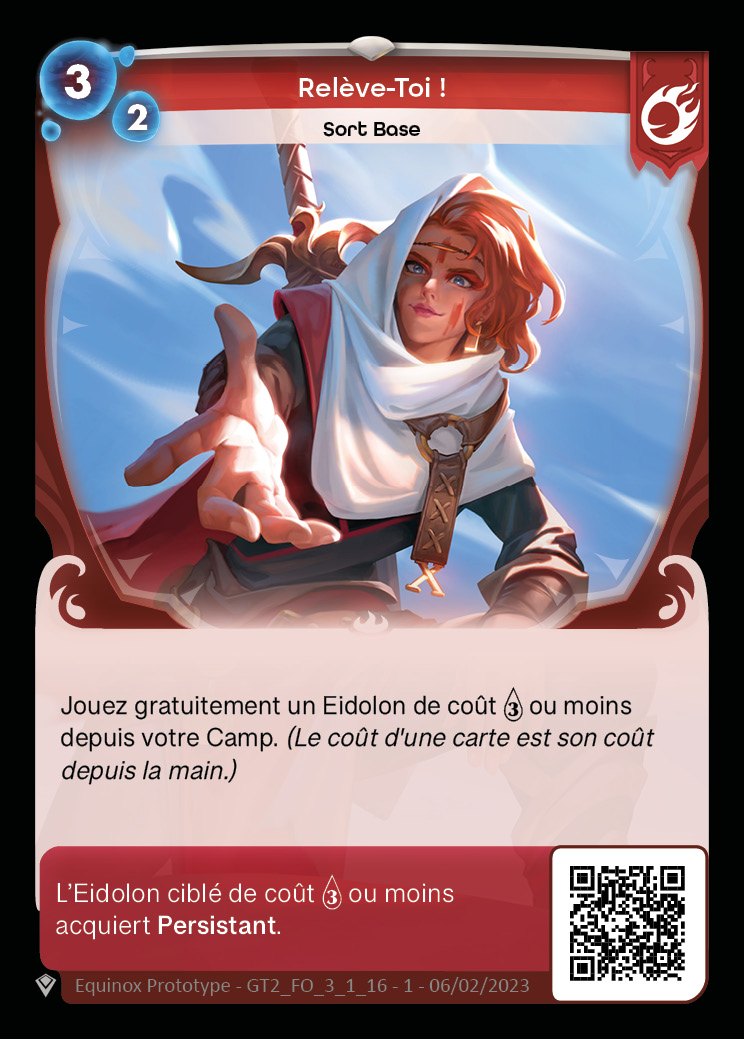 3
2
Relève-Toi !
Sort Base
Jouez gratuitement un Eidolon de coût 3 ou moins
depuis votre Camp. (Le coût d'une carte est son coût
depuis la main.)
L'Eidolon ciblé de coût 3 ou moins
acquiert Persistant.
Equinox Prototype - GT2_FO_3_1_16 - 1 - 06/02/2023